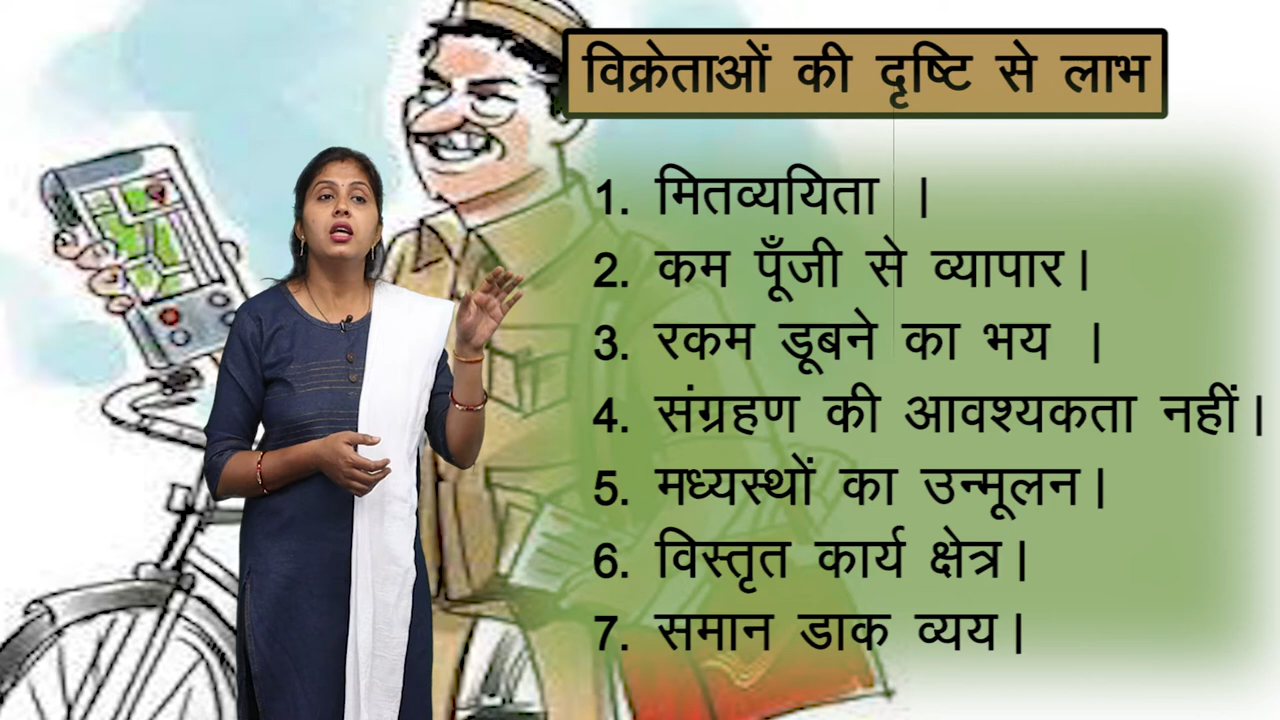 विक्रेताओं की दृष्टि से लाभ
1. मितव्ययिता ।
2. कम पूँजी से व्यापार।
3. रकम डूबने का भय ।
4. संग्रहण की आवश्यकता नहीं।
5. मध्यस्थों का उन्मूलन।
6. विस्तृत कार्य क्षेत्र।
7. समान डाक व्यय।